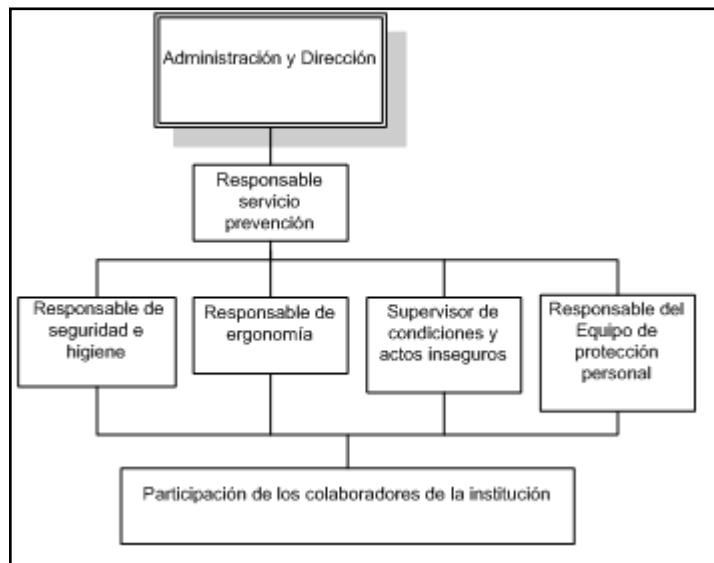 Administración y Dirección
Responsable
servicio
prevención
Responsable de
seguridad e
higiene
Responsable de
ergonomía
Supervisor de
condiciones y
actos inseguros
Responsable del
Equipo de
protección
personal
Participación de los colaboradores de la institución